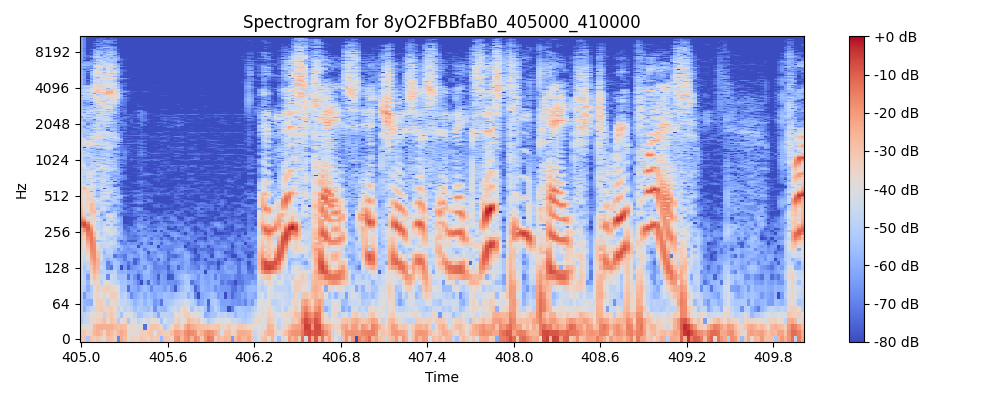 Spectrogram for 8yO2FBBfaB0_405000_410000
8192
4096
2048
1024
512
256
128
64
0
Hz
405.0 405.6 406.2 406.8 407.4 408.0 408.6 409.2 409.8
Time
+0 dB
-10 dB
-20 dB
-30 dB
-40 dB
-50 dB
-60 dB
-70 dB
-80 dB